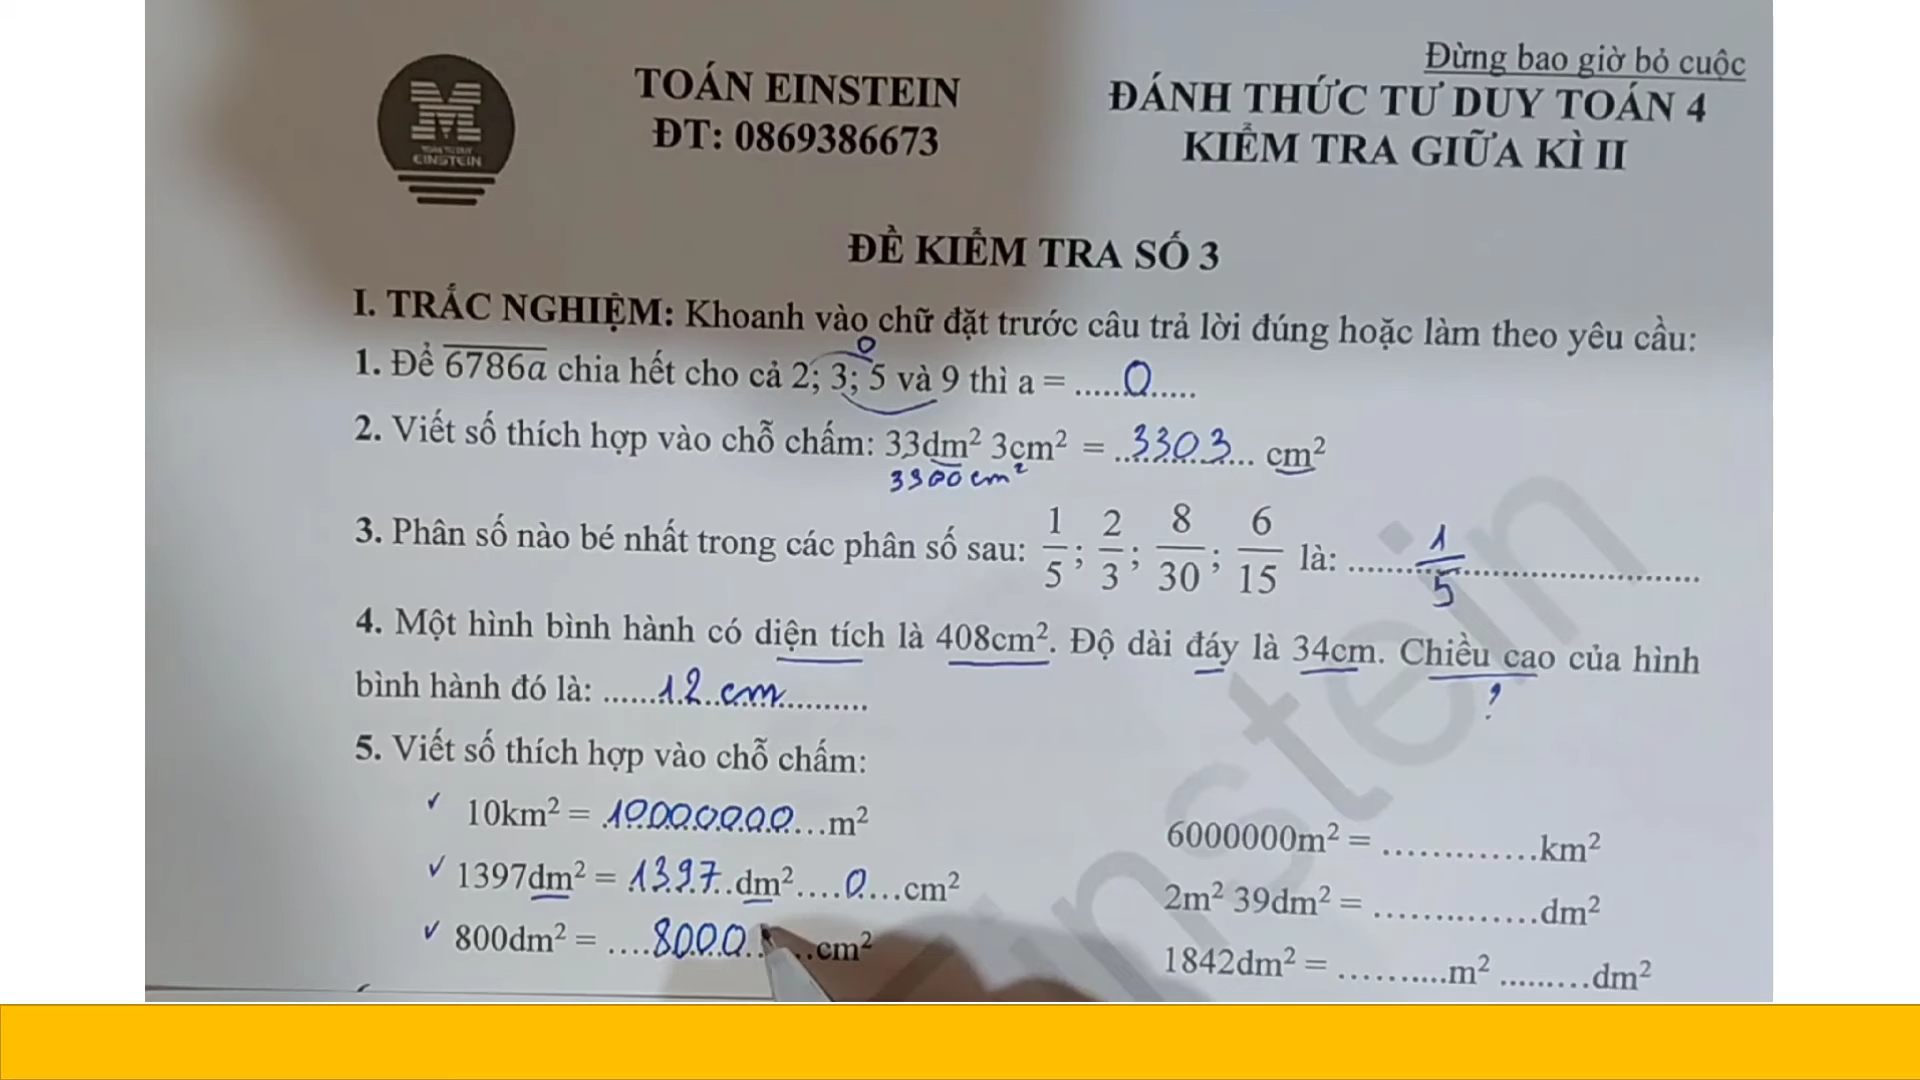 Đừng bao giờ bỏ cuộc
TOÁN EINSTEIN
ĐT: 0869386673
ĐÁNH THỨC TƯ DUY TOÁN 4
KIỂM TRA GIỮA KÌ II
M
TOÁN TƯ DUY
EINSTEIN
ĐỀ KIỂM TRA SỐ 3
I. TRẮC NGHIỆM: Khoanh vào chữ đặt trước câu trả lời đúng hoặc làm theo yêu cầu:
0
1. Để 6786a chia hết cho cả 2; 3; 5 và 9 thì a = .....0.....
2. Viết số thích hợp vào chỗ chấm: 33dm² 3cm² = ..3303... cm²
3300cm²
3. Phân số nào bé nhất trong các phân số sau: 1/5; 2/3; 8/30; 6/15 là: ......1/5..............................
4. Một hình bình hành có diện tích là 408cm². Độ dài đáy là 34cm. Chiều cao của hình
bình hành đó là: ......12 cm..........
?
5. Viết số thích hợp vào chỗ chấm:
✓ 10km² = 10000000...m²
6000000m² = ..............km²
✓ 1397dm² = 1397..dm²....0....cm²
2m² 39dm² = ...............dm²
✓ 800dm² = ....8000.....cm²
1842dm² = ..........m² .........dm²
einstein